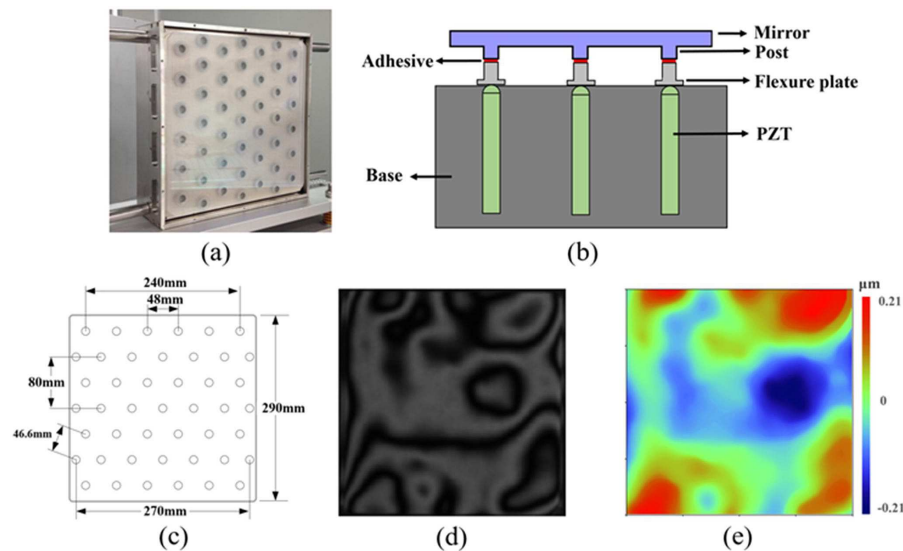 Mirror
Post
Adhesive
Flexure plate
PZT
Base
(a)
(b)
240mm
48mm
80mm
290mm
46.6mm
270mm
(c)
(d)
µm
0.21
0
-0.21
(e)